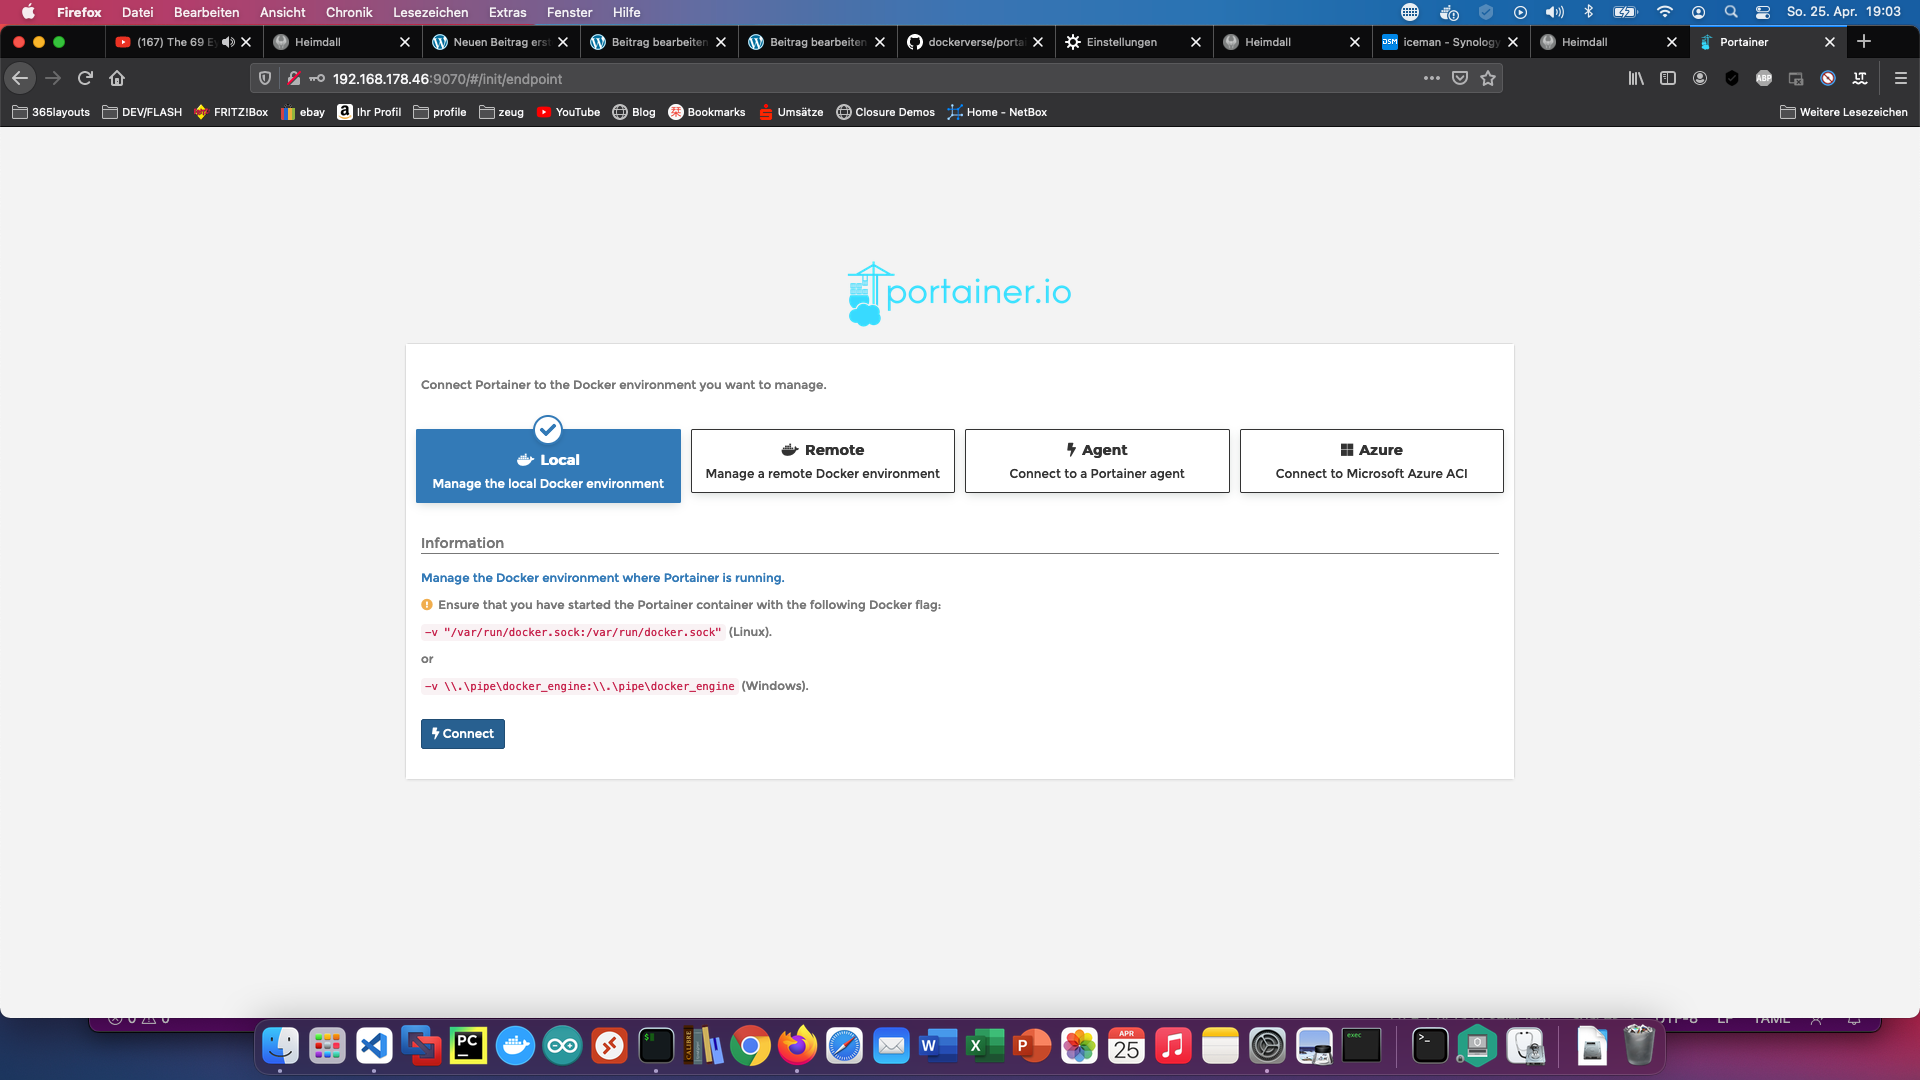 Firefox Datei Bearbeiten Ansicht Chronik Lesezeichen Extras Fenster Hilfe So. 25. Apr. 19:03
(167) The 69 Ey Heimdall Neuen Beitrag erst Beitrag bearbeiten Beitrag bearbeiten dockerverse/porta Einstellungen Heimdall DSM iceman - Synology Heimdall Portainer
192.168.178.46:9070/#/init/endpoint ABP
365layouts DEV/FLASH FRITZ!Box ebay Ihr Profil profile zeug YouTube Blog Bookmarks Umsätze Closure Demos Home - NetBox Weitere Lesezeichen
portainer.io
Connect Portainer to the Docker environment you want to manage.
Local
Manage the local Docker environment
Remote
Manage a remote Docker environment
Agent
Connect to a Portainer agent
Azure
Connect to Microsoft Azure ACI
Information
Manage the Docker environment where Portainer is running.
Ensure that you have started the Portainer container with the following Docker flag:
-v "/var/run/docker.sock:/var/run/docker.sock" (Linux).
or
-v \\.\pipe\docker_engine:\\.\pipe\docker_engine (Windows).
Connect
PC CALIBRE W X P APR 25 exec